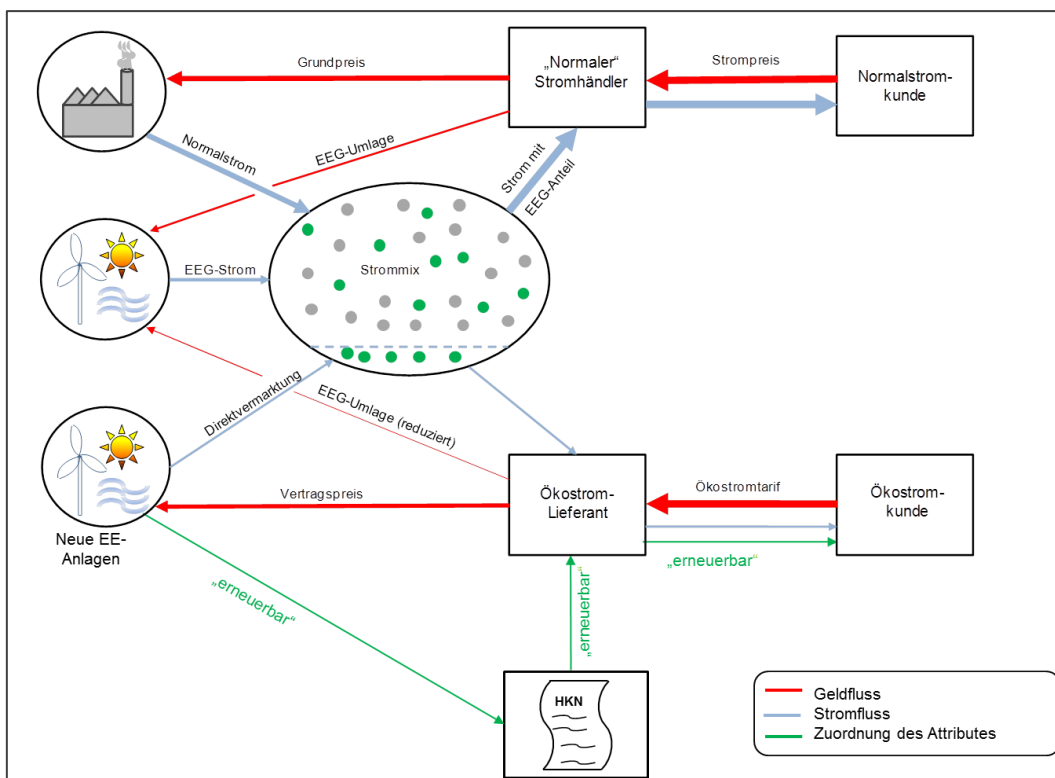 Grundpreis
„Normaler“
Stromhändler
Strompreis
Normalstrom-
kunde
Normalstrom
EEG-Umlage
Strom mit
EEG-Anteil
EEG-Strom
Strommix
Direktvermarktung
EEG-Umlage (reduziert)
Vertragspreis
Ökostrom-
Lieferant
Ökostromtarif
Ökostrom-
kunde
Neue EE-
Anlagen
„erneuerbar“
„erneuerbar“
„erneuerbar“
HKN
Geldfluss
Stromfluss
Zuordnung des Attributes